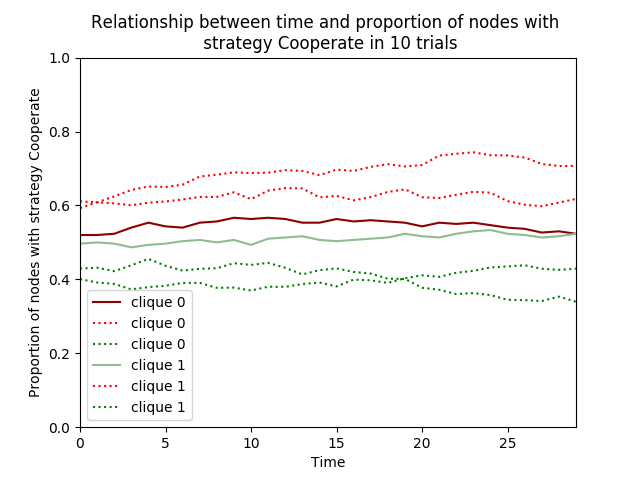 Relationship between time and proportion of nodes with
strategy Cooperate in 10 trials
Proportion of nodes with strategy Cooperate
1.0
0.8
0.6
0.4
0.2
0.0
clique 0
clique 0
clique 0
clique 1
clique 1
clique 1
0 5 10 15 20 25
Time